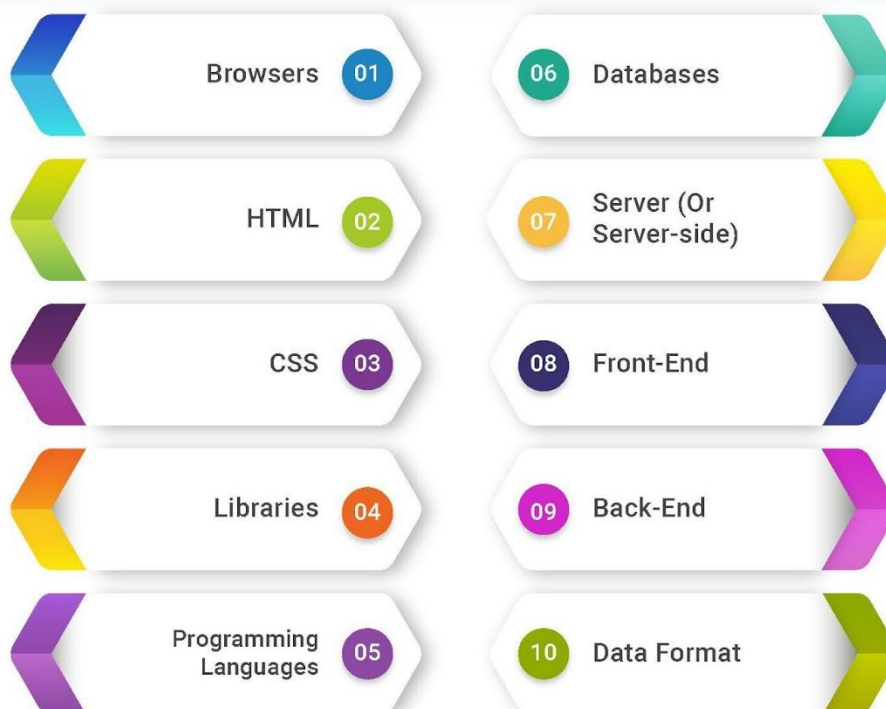 Browsers 01
HTML 02
CSS 03
Libraries 04
Programming
Languages 05
06 Databases
07 Server (Or
Server-side)
08 Front-End
09 Back-End
10 Data Format